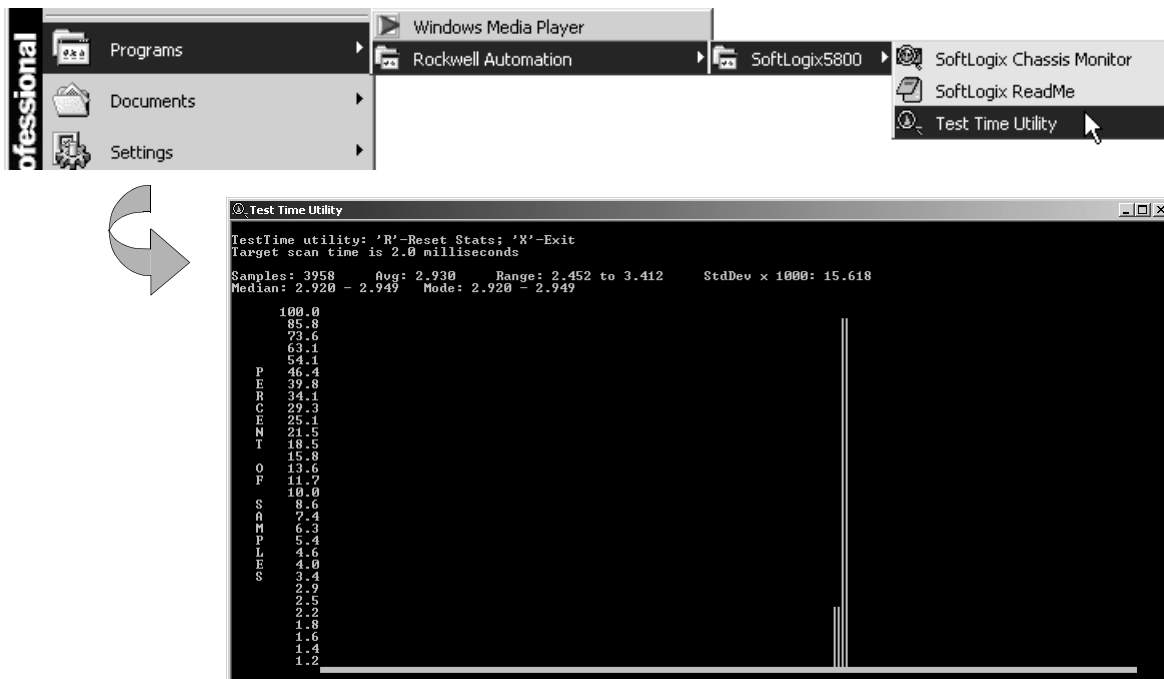 ofessional
Programs
Documents
Settings
Windows Media Player
Rockwell Automation
SoftLogix5800
SoftLogix Chassis Monitor
SoftLogix ReadMe
Test Time Utility
Test Time Utility
TestTime utility: 'R'-Reset Stats; 'X'-Exit
Target scan time is 2.0 milliseconds
Samples: 3958 Avg: 2.930 Range: 2.452 to 3.412 StdDev x 1000: 15.618
Median: 2.920 - 2.949 Mode: 2.920 - 2.949
100.0
85.8
73.6
63.1
54.1
P 46.4
E 39.8
R 34.1
C 29.3
E 25.1
N 21.5
T 18.5
15.8
O 13.6
F 11.7
10.0
S 8.6
A 7.4
M 6.3
P 5.4
L 4.6
E 4.0
S 3.4
2.9
2.5
2.2
1.8
1.6
1.4
1.2